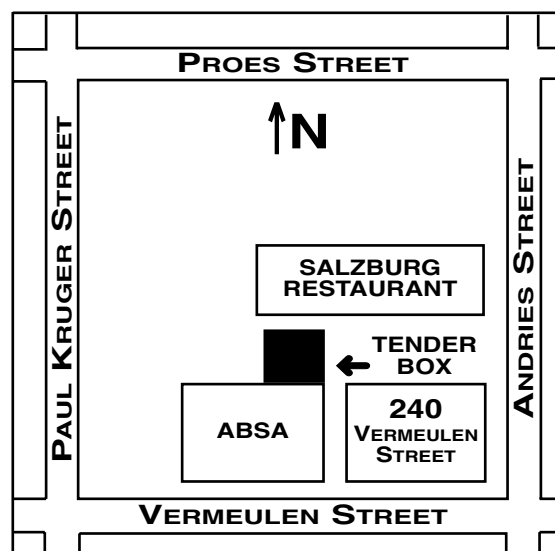 PROES STREET
N
PAUL KRUGER STREET
ANDRIES STREET
SALZBURG
RESTAURANT
TENDER
BOX
ABSA
240
VERMEULEN
STREET
VERMEULEN STREET